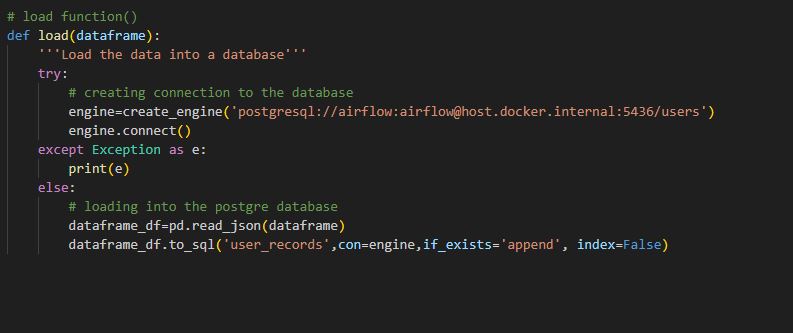 # load function()
def load(dataframe):
    '''Load the data into a database'''
    try:
        # creating connection to the database
        engine=create_engine('postgresql://airflow:airflow@host.docker.internal:5436/users')
        engine.connect()
    except Exception as e:
        print(e)
    else:
        # loading into the postgre database
        dataframe_df=pd.read_json(dataframe)
        dataframe_df.to_sql('user_records',con=engine,if_exists='append', index=False)